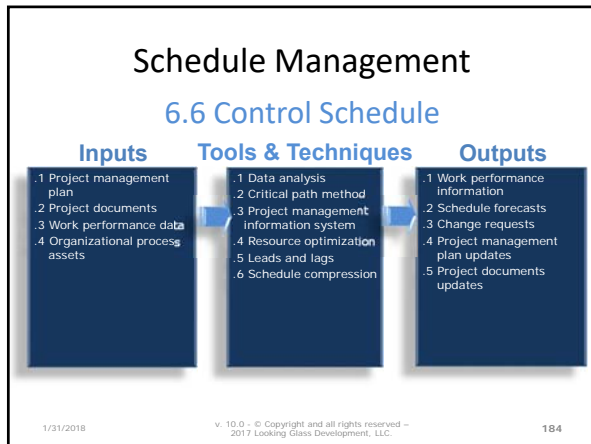 Schedule Management
6.6 Control Schedule
Inputs
.1 Project management
plan
.2 Project documents
.3 Work performance data
.4 Organizational process
assets
Tools & Techniques
.1 Data analysis
.2 Critical path method
.3 Project management
information system
.4 Resource optimization
.5 Leads and lags
.6 Schedule compression
Outputs
.1 Work performance
information
.2 Schedule forecasts
.3 Change requests
.4 Project management
plan updates
.5 Project documents
updates
1/31/2018
v. 10.0 - © Copyright and all rights reserved –
2017 Looking Glass Development, LLC.
184